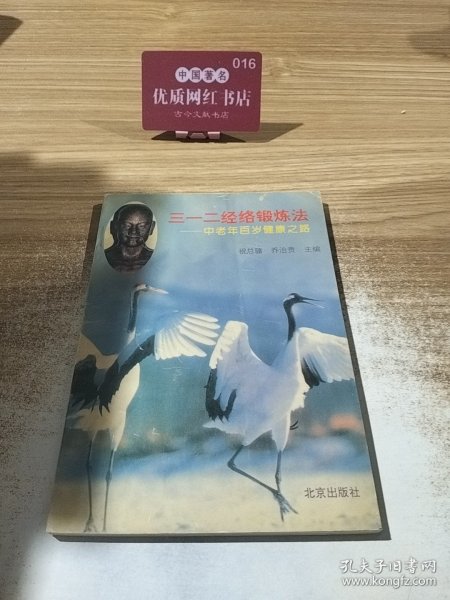 016
中国著名
优质网红书店
古今文献书店
三一二经络锻炼法
——中老年百岁健康之路
祝总骧 乔治贵 主编
北京出版社
孔夫子旧书网
www.kongfz.com